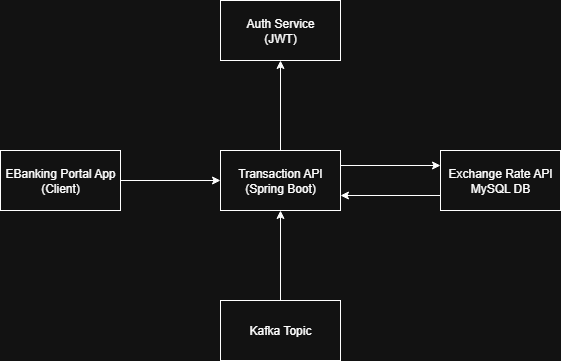 Auth Service
(JWT)
EBanking Portal App
(Client)
Transaction API
(Spring Boot)
Exchange Rate API
MySQL DB
Kafka Topic